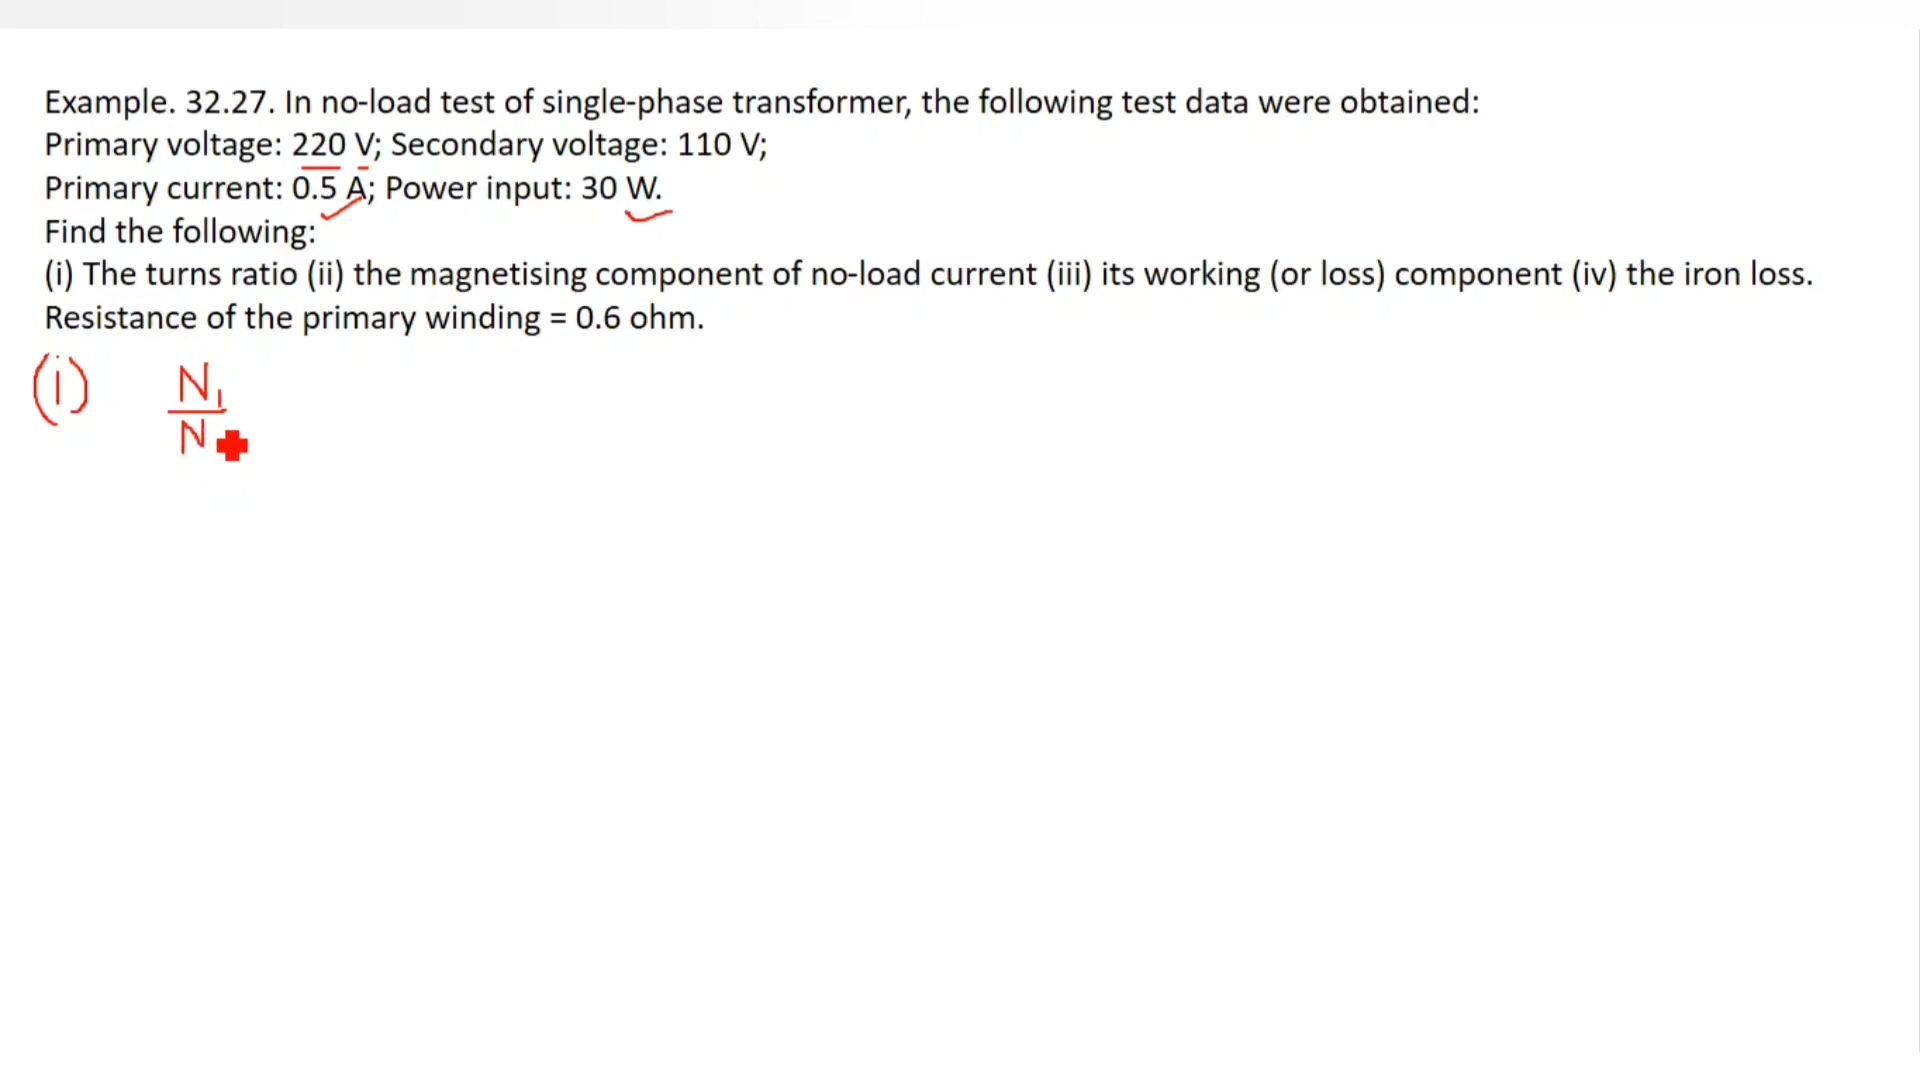 Example. 32.27. In no-load test of single-phase transformer, the following test data were obtained:
Primary voltage: 220 V; Secondary voltage: 110 V;
Primary current: 0.5 A; Power input: 30 W.
Find the following:
(i) The turns ratio (ii) the magnetising component of no-load current (iii) its working (or loss) component (iv) the iron loss.
Resistance of the primary winding = 0.6 ohm.
(i) N1
N